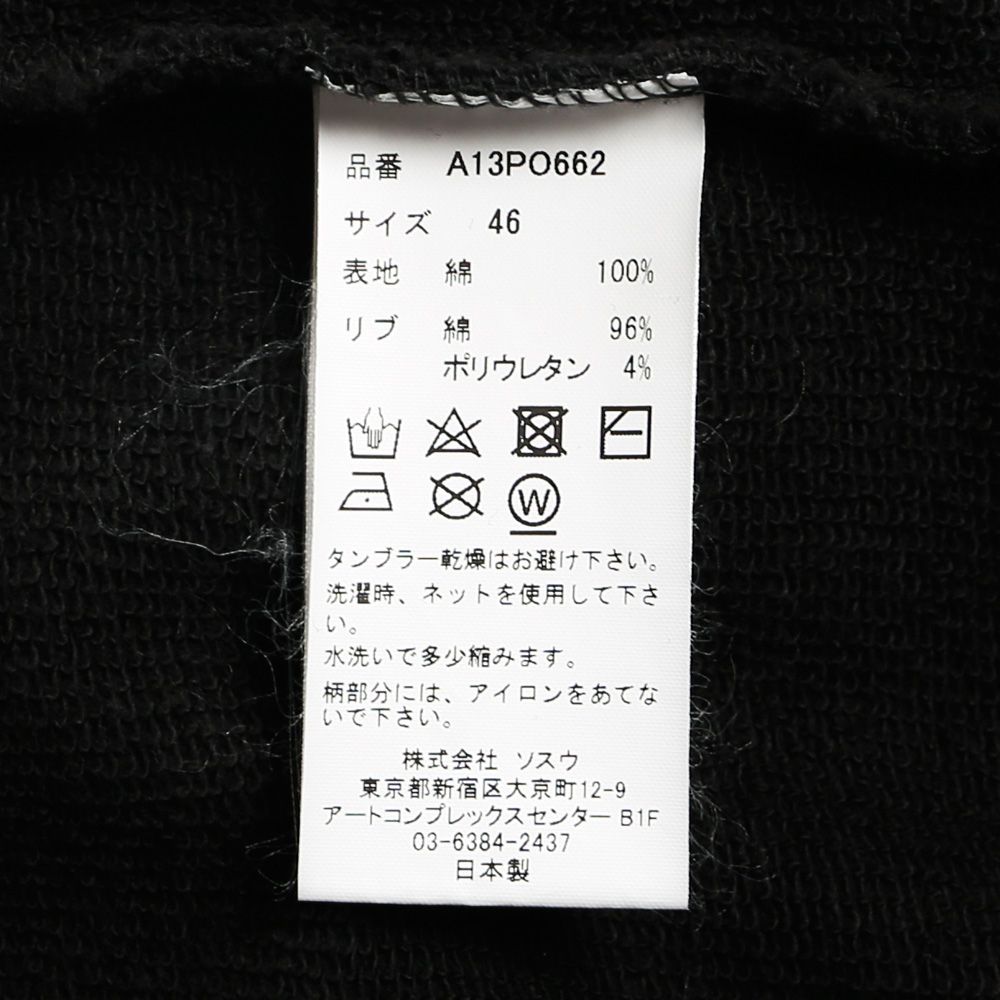 品番 A13PO662
サイズ 46
表地 綿 100%
リブ 綿 96%
ポリウレタン 4%
W
タンブラー乾燥はお避け下さい。
洗濯時、ネットを使用して下さ
い。
水洗いで多少縮みます。
柄部分には、アイロンをあてな
いで下さい。
株式会社 ソスウ
東京都新宿区大京町12-9
アートコンプレックスセンター B1F
03-6384-2437
日本製